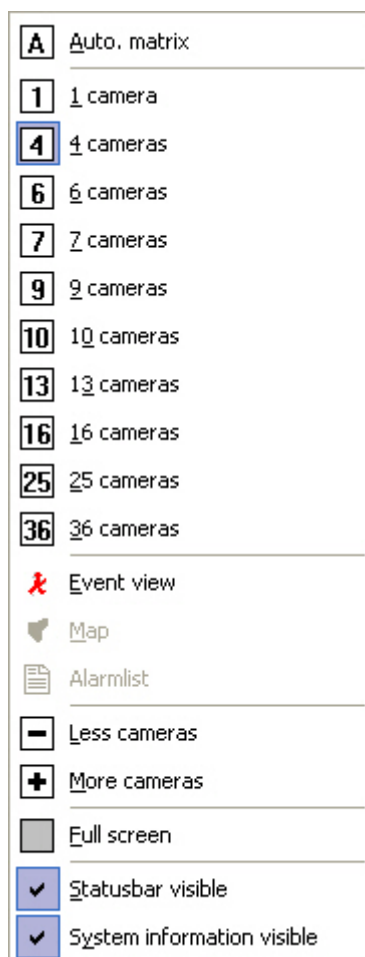 A Auto. matrix
1 1 camera
4 4 cameras
6 6 cameras
7 7 cameras
9 9 cameras
10 10 cameras
13 13 cameras
16 16 cameras
25 25 cameras
36 36 cameras
Event view
Map
Alarmlist
Less cameras
More cameras
Full screen
Statusbar visible
System information visible